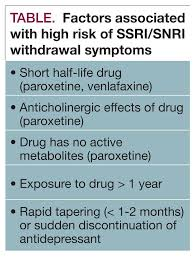 TABLE. Factors associated
with high risk of SSRI/SNRI
withdrawal symptoms
• Short half-life drug
(paroxetine, venlafaxine)
• Anticholinergic effects of drug
(paroxetine)
• Drug has no active
metabolites (paroxetine)
• Exposure to drug > 1 year
• Rapid tapering (< 1-2 months)
or sudden discontinuation of
antidepressant